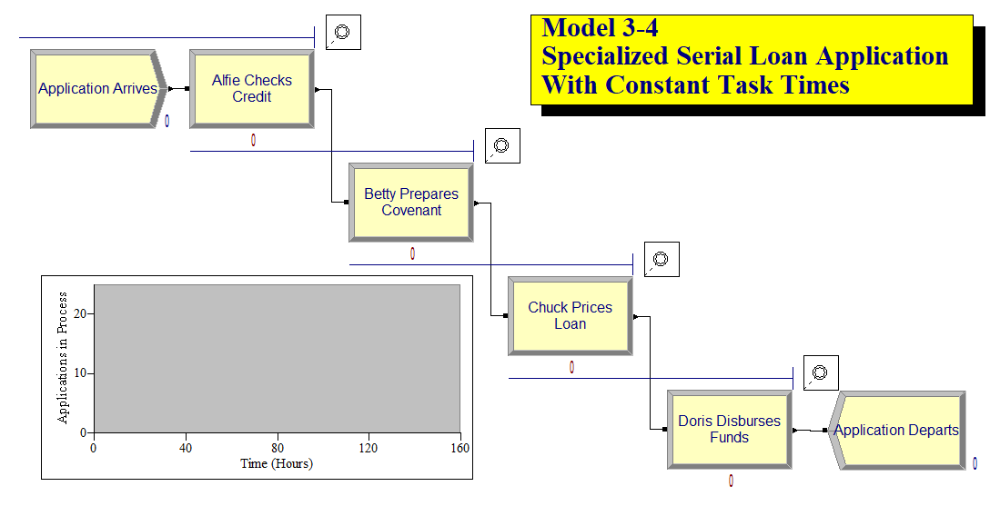 Model 3-4
Specialized Serial Loan Application
With Constant Task Times
Application Arrives
0
Alfie Checks
Credit
0
Betty Prepares
Covenant
0
Chuck Prices
Loan
0
Doris Disburses
Funds
0
Application Departs
0
Applications in Process
20
10
0
0
40
80
120
160
Time (Hours)